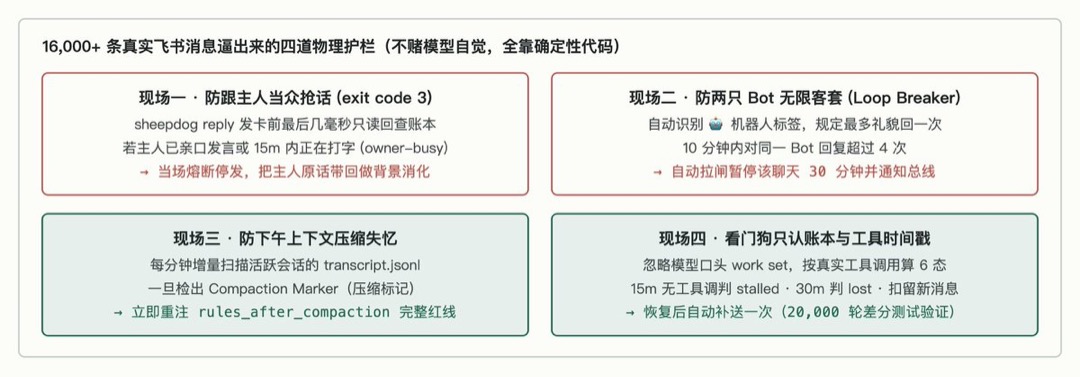 16,000+ 条真实飞书消息逼出来的四道物理护栏（不赌模型自觉，全靠确定性代码）
现场一 · 防跟主人当众抢话 (exit code 3)
sheepdog reply 发卡前最后几毫秒只读回查账本
若主人已亲口发言或 15m 内正在打字 (owner-busy)
→ 当场熔断停发，把主人原话带回做背景消化
现场二 · 防两只 Bot 无限客套 (Loop Breaker)
自动识别 🤖 机器人标签，规定最多礼貌回一次
10 分钟内对同一 Bot 回复超过 4 次
→ 自动拉闸暂停该聊天 30 分钟并通知总线
现场三 · 防下午上下文压缩失忆
每分钟增量扫描活跃会话的 transcript.jsonl
一旦检出 Compaction Marker（压缩标记）
→ 立即重注 rules_after_compaction 完整红线
现场四 · 看门狗只认账本与工具时间戳
忽略模型口头 work set，按真实工具调用算 6 态
15m 无工具调判 stalled · 30m 判 lost · 扣留新消息
→ 恢复后自动补送一次（20,000 轮差分测试验证）